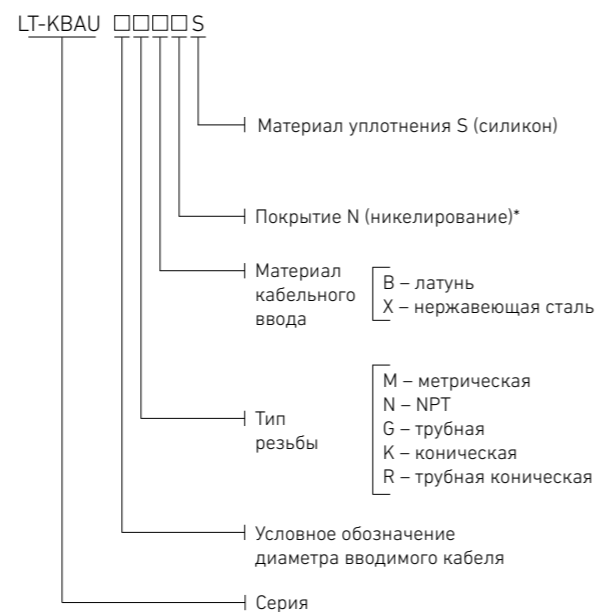 LT-KBAU □□□□S
Материал уплотнения S (силикон)
Покрытие N (никелирование)*
Материал
кабельного
ввода
B – латунь
X – нержавеющая сталь
Тип
резьбы
M – метрическая
N – NPT
G – трубная
K – коническая
R – трубная коническая
Условное обозначение
диаметра вводимого кабеля
Серия